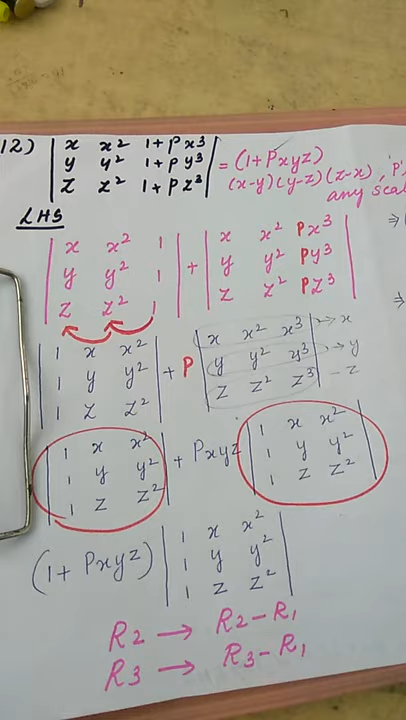 12) | x x² 1+Px³ |
| y y² 1+Py³ | = (1+Pxyz)
| z z² 1+Pz³ | (x-y)(y-z)(z-x), 'P',
any scal
LHS
| x x² 1 | + | x x² Px³ |
| y y² 1 | | y y² Py³ |
| z z² 1 | | z z² Pz³ |
| 1 x x² | + P | x x² x³ | → x
| 1 y y² | | y y² y³ | → y
| 1 z z² | | z z² z³ | - z
| 1 x x² | + Pxyz | 1 x x² |
| 1 y y² | | 1 y y² |
| 1 z z² | | 1 z z² |
(1+ Pxyz) | 1 x x² |
| 1 y y² |
| 1 z z² |
R2 → R2-R1
R3 → R3-R1